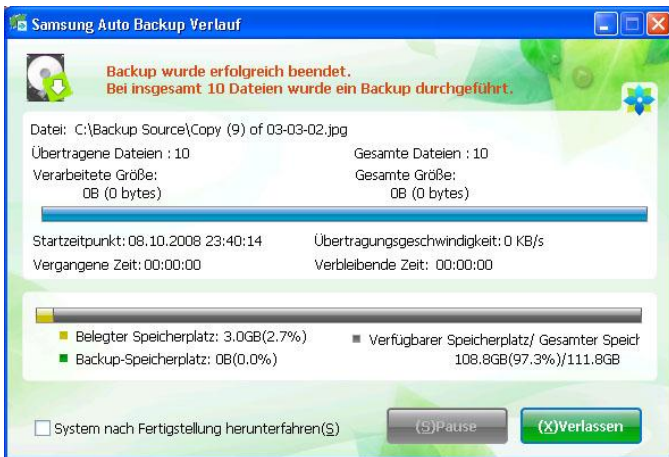 Samsung Auto Backup Verlauf
Backup wurde erfolgreich beendet.
Bei insgesamt 10 Dateien wurde ein Backup durchgeführt.
Datei: C:\Backup Source\Copy (9) of 03-03-02.jpg
Übertragene Dateien : 10
Gesamte Dateien : 10
Verarbeitete Größe:
0B (0 bytes)
Gesamte Größe:
0B (0 bytes)
Startzeitpunkt: 08.10.2008 23:40:14
Übertragungsgeschwindigkeit: 0 KB/s
Vergangene Zeit: 00:00:00
Verbleibende Zeit: 00:00:00
Belegter Speicherplatz: 3.0GB(2.7%)
Verfügbarer Speicherplatz/ Gesamter Speich
Backup-Speicherplatz: 0B(0.0%)
108.8GB(97.3%)/111.8GB
System nach Fertigstellung herunterfahren(S)
(S)Pause
(X)Verlassen